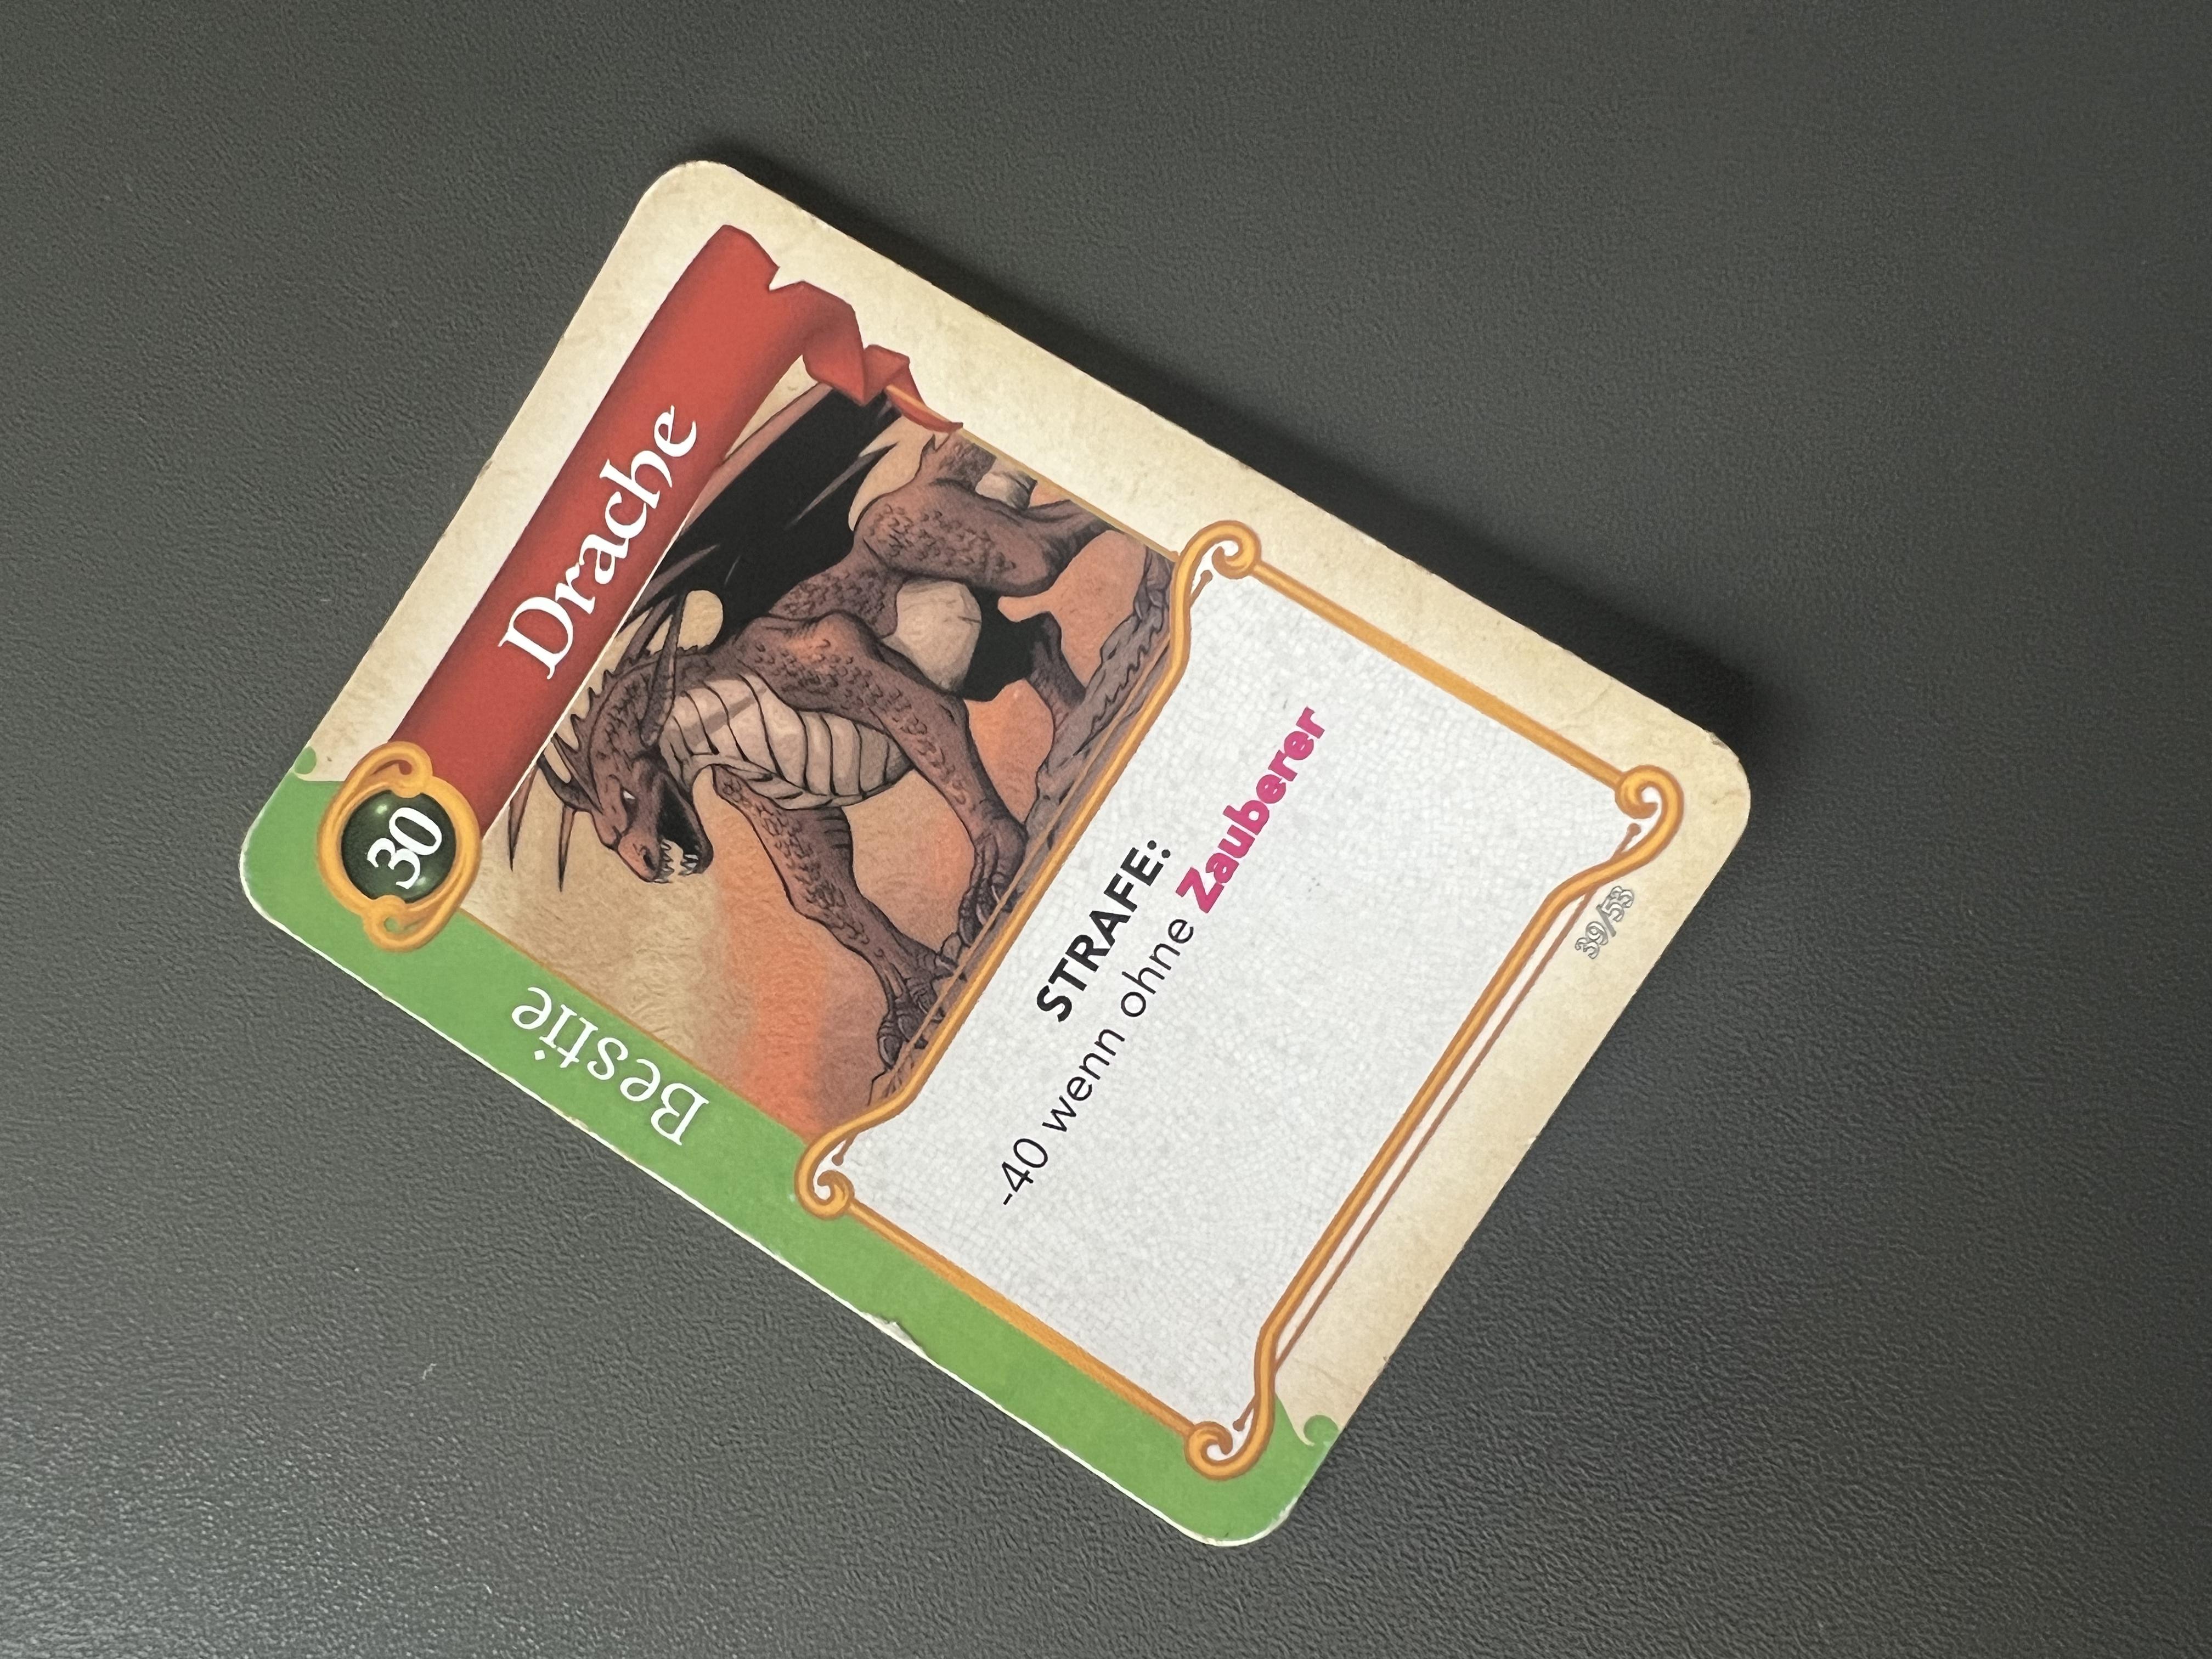 30
Drache
Bestie
STRAFE:
-40 wenn ohne Zauberer
39/53